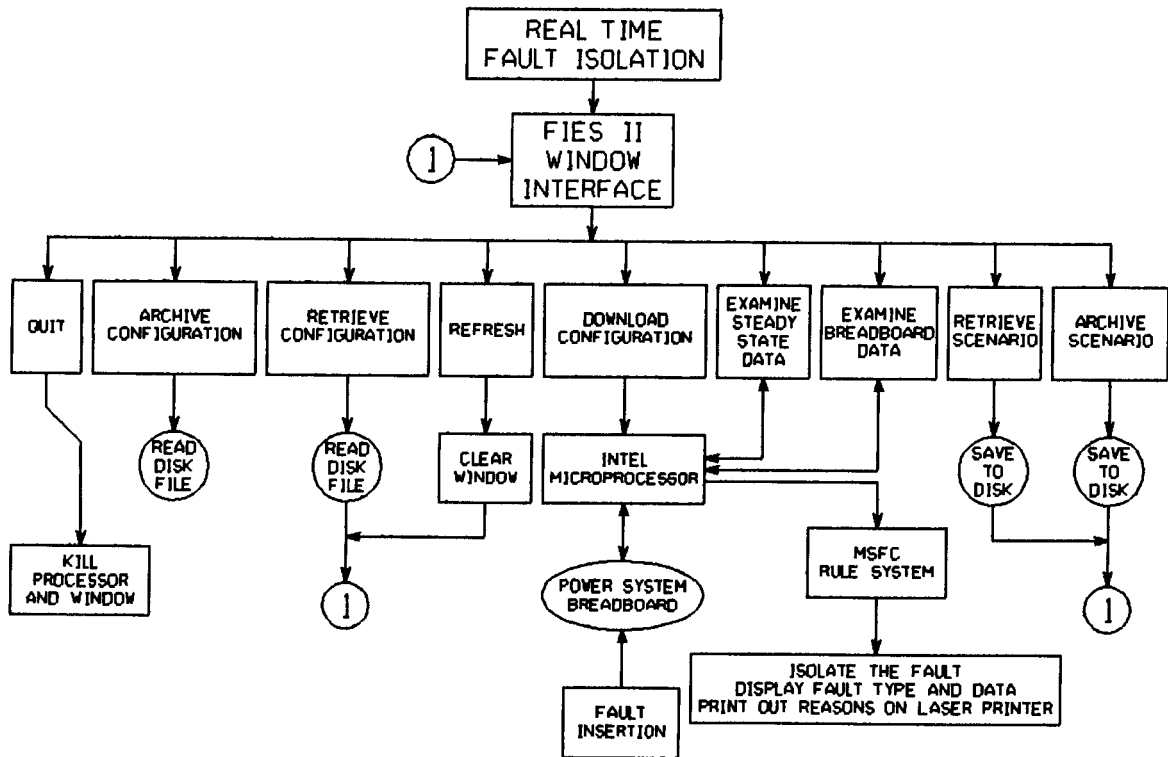 REAL TIME
FAULT ISOLATION
FIES II
WINDOW
INTERFACE
1
QUIT
ARCHIVE
CONFIGURATION
RETRIEVE
CONFIGURATION
REFRESH
DOWNLOAD
CONFIGURATION
EXAMINE
STEADY
STATE
DATA
EXAMINE
BREADBOARD
DATA
RETRIEVE
SCENARIO
ARCHIVE
SCENARIO
READ
DISK
FILE
READ
DISK
FILE
CLEAR
WINDOW
INTEL
MICROPROCESSOR
SAVE
TO
DISK
SAVE
TO
DISK
KILL
PROCESSOR
AND WINDOW
1
POWER SYSTEM
BREADBOARD
MSFC
RULE SYSTEM
1
FAULT
INSERTION
ISOLATE THE FAULT
DISPLAY FAULT TYPE AND DATA
PRINT OUT REASONS ON LASER PRINTER